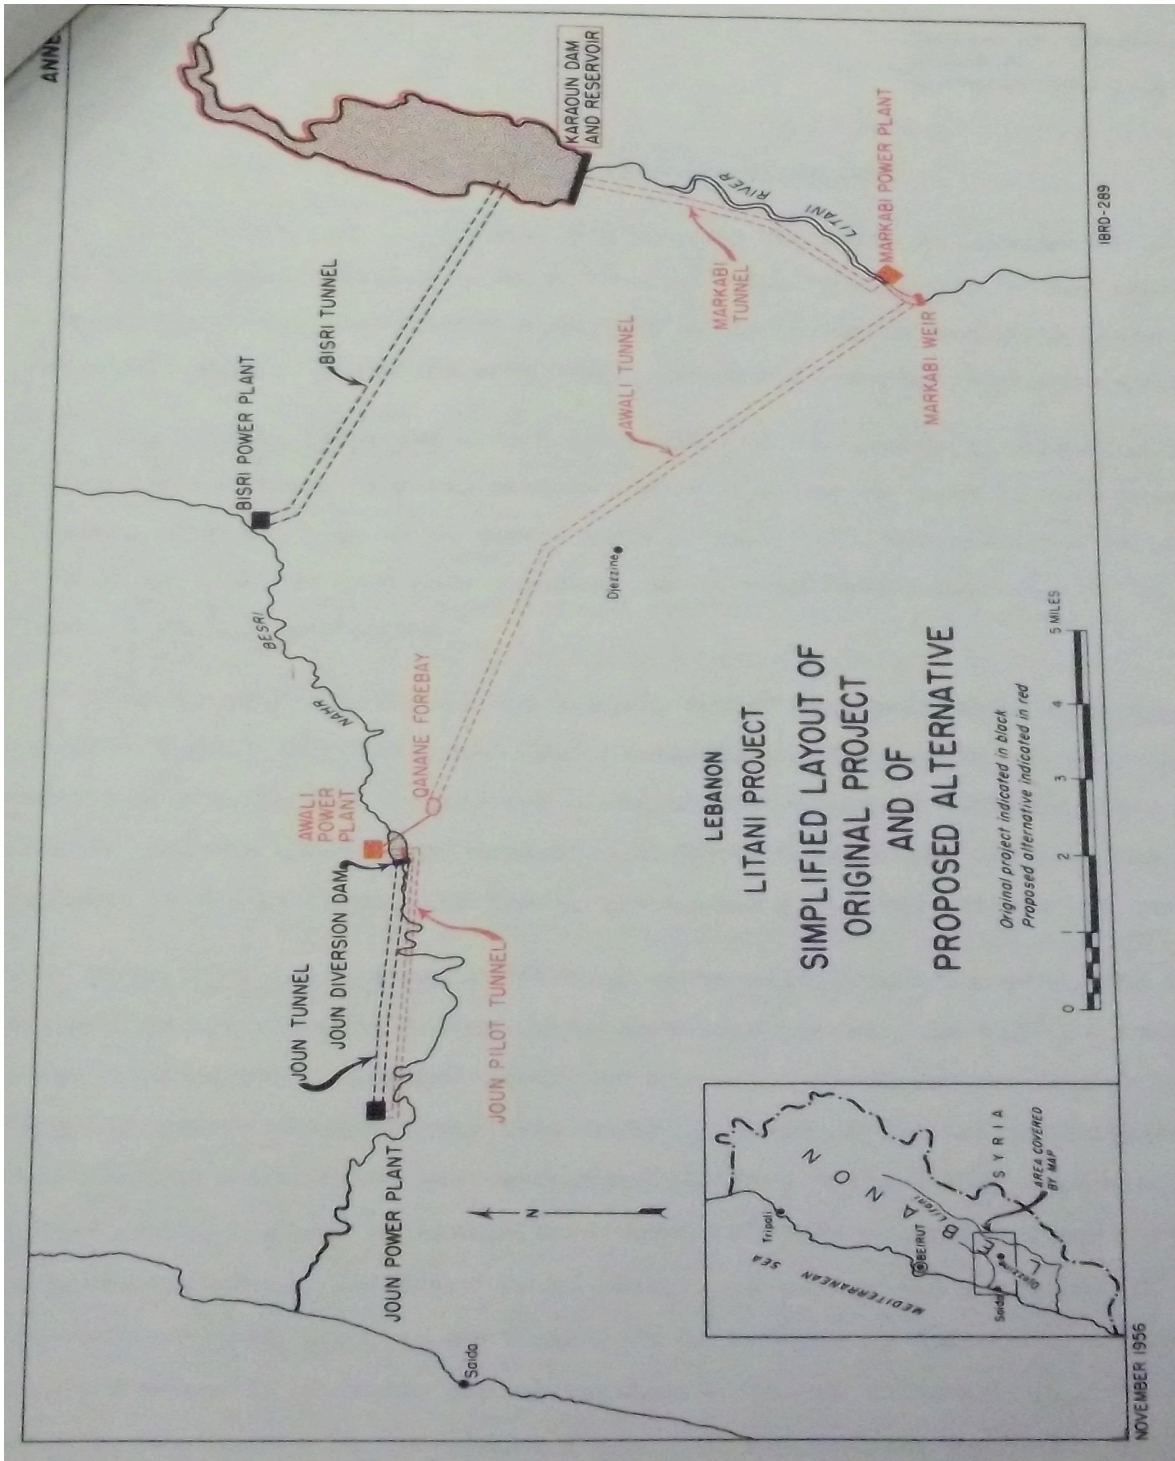 ANNE
KARAOUN DAM
AND RESERVOIR
BISRI TUNNEL
BISRI POWER PLANT
LITANI RIVER
MARKABI POWER PLANT
MARKABI
TUNNEL
MARKABI WEIR
AWALI TUNNEL
Djezzine
NAHR BESRI
QANANE FOREBAY
AWALI
POWER
PLANT
JOUN DIVERSION DAM
JOUN TUNNEL
JOUN PILOT TUNNEL
JOUN POWER PLANT
Saida
N
LEBANON
LITANI PROJECT
SIMPLIFIED LAYOUT OF
ORIGINAL PROJECT
AND OF
PROPOSED ALTERNATIVE
Original project indicated in black
Proposed alternative indicated in red
0 1 2 3 4 5 MILES
Tripoli
MEDITERRANEAN SEA
BEIRUT
LEBANON
Litani
Saida
Djezzine
SYRIA
AREA COVERED
BY MAP
NOVEMBER 1956
IBRD-289